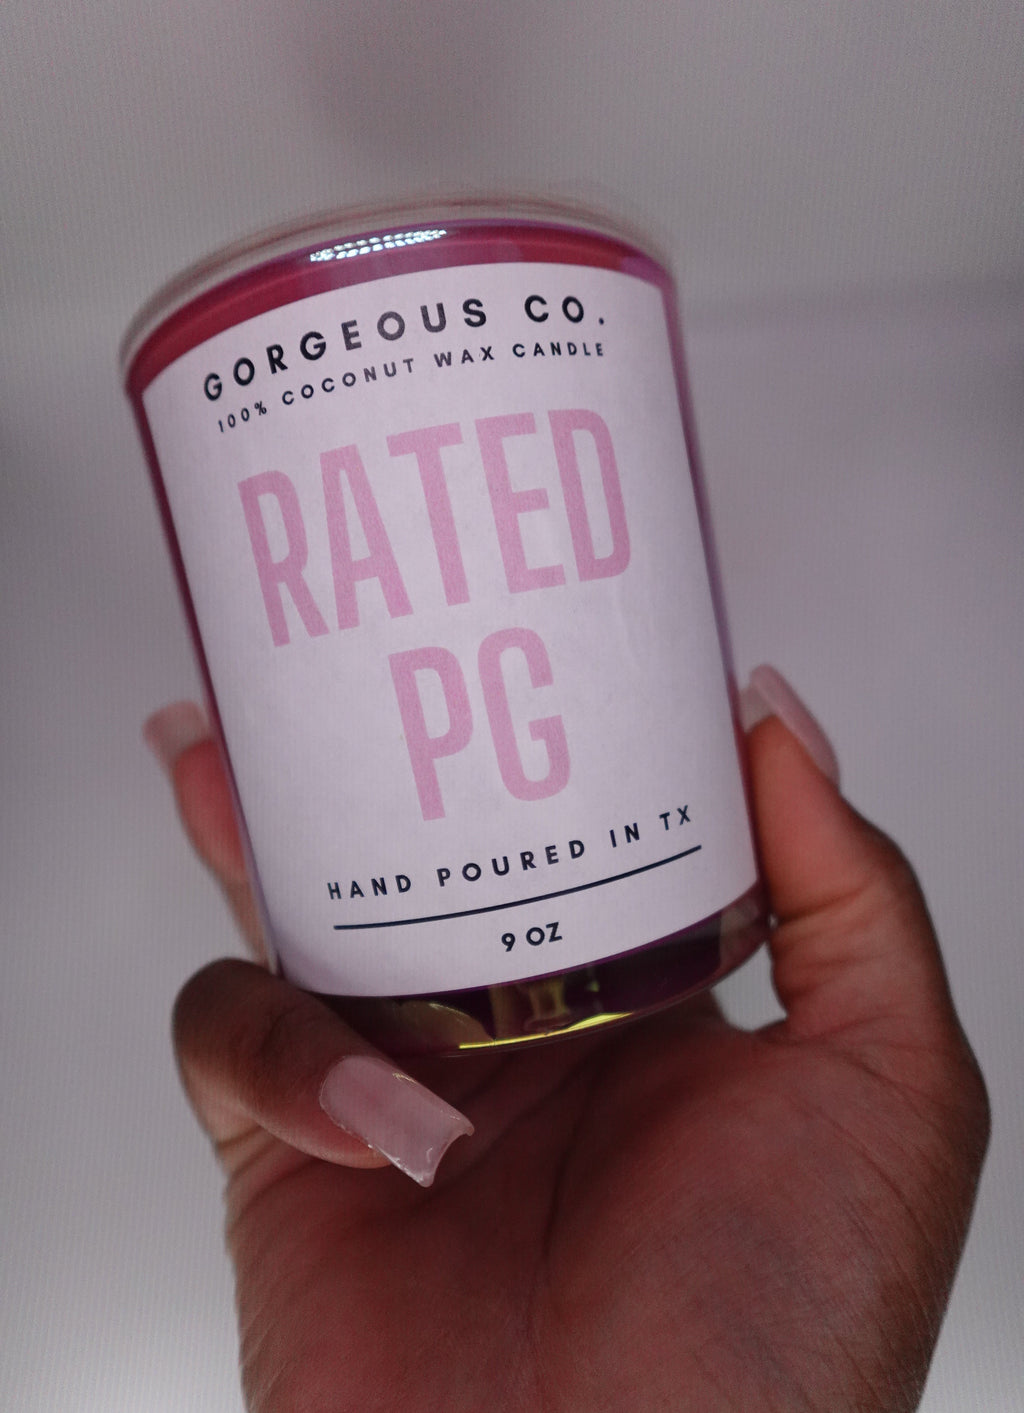 GORGEOUS CO.
100% COCONUT WAX CANDLE
RATED
PG
HAND POURED IN TX
9 OZ